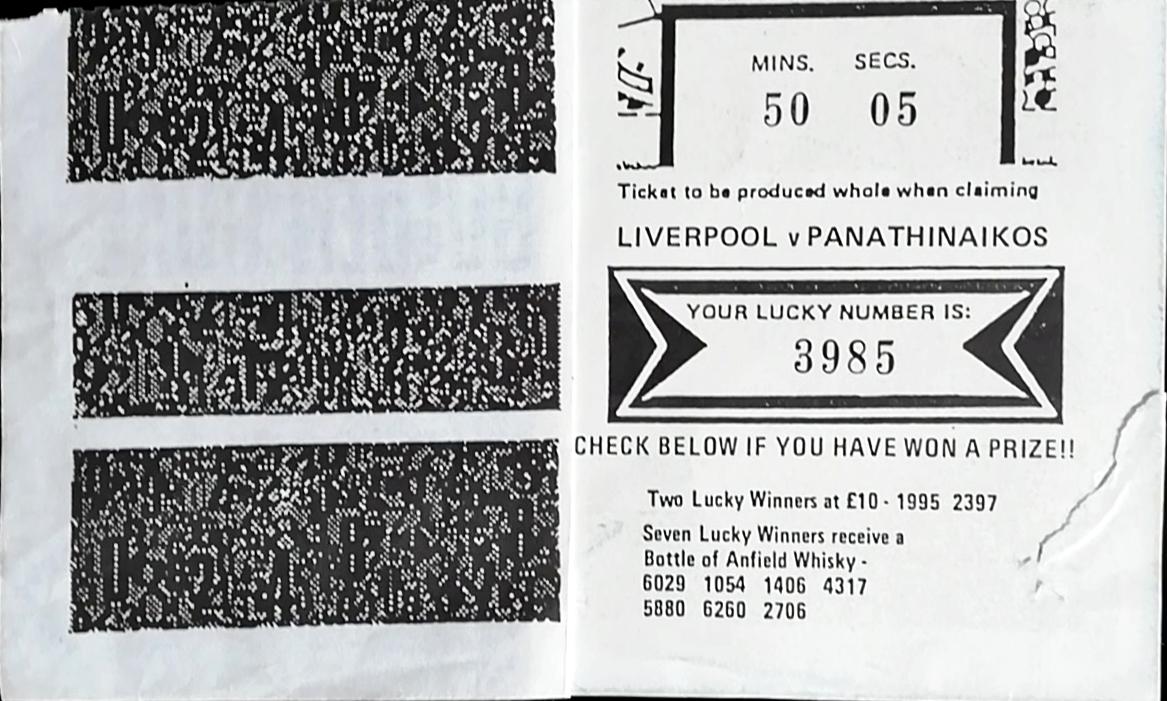 MINS. SECS.
50 05
Ticket to be produced whole when claiming
LIVERPOOL v PANATHINAIKOS
YOUR LUCKY NUMBER IS:
3985
CHECK BELOW IF YOU HAVE WON A PRIZE!!
Two Lucky Winners at £10 - 1995 2397
Seven Lucky Winners receive a
Bottle of Anfield Whisky -
6029 1054 1406 4317
5880 6260 2706